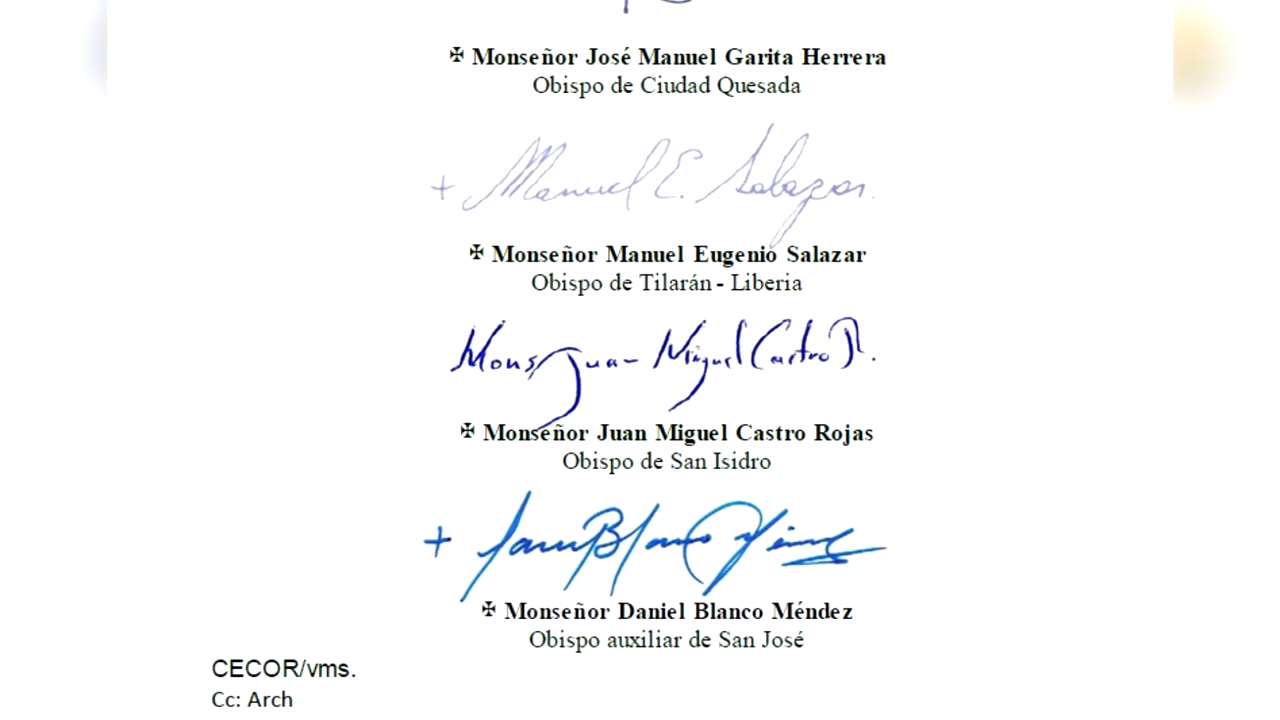 ✠ Monseñor José Manuel Garita Herrera
Obispo de Ciudad Quesada
+ Manuel E. Salazar.
✠ Monseñor Manuel Eugenio Salazar
Obispo de Tilarán - Liberia
Mons. Juan Miguel Castro R.
✠ Monseñor Juan Miguel Castro Rojas
Obispo de San Isidro
+
✠ Monseñor Daniel Blanco Méndez
Obispo auxiliar de San José
CECOR/vms.
Cc: Arch